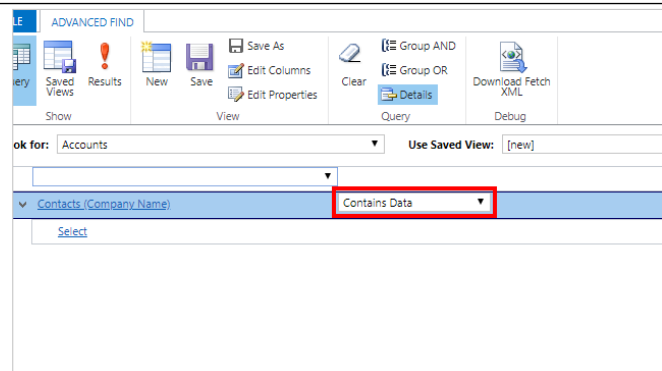 LE ADVANCED FIND
Save As
Edit Columns
Edit Properties
Group AND
Group OR
Details
ery Saved Views Results New Save Clear Download Fetch XML
Show View Query Debug
ok for: Accounts Use Saved View: [new]
Contacts (Company Name) Contains Data
Select